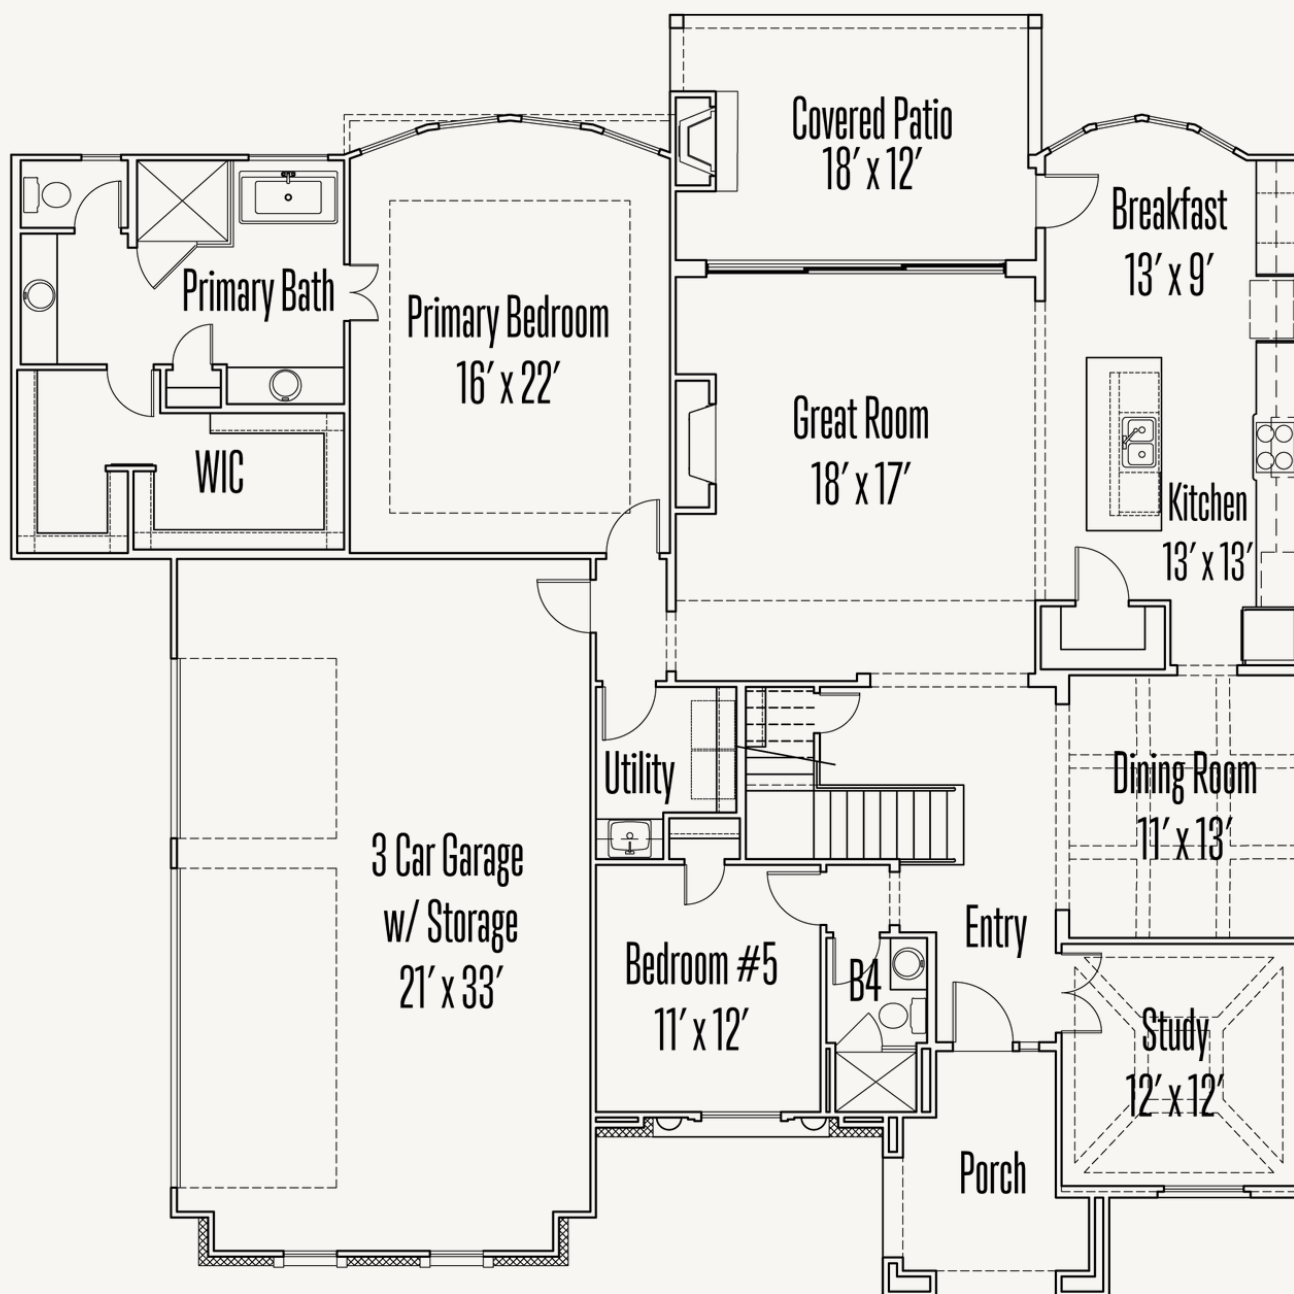 Covered Patio
18' x 12'
Breakfast
13' x 9'
Primary Bath
Primary Bedroom
16' x 22'
Great Room
18' x 17'
WIC
Kitchen
13' x 13'
Utility
Dining Room
11' x 13'
3 Car Garage
w/ Storage
21' x 33'
Entry
Bedroom #5
11' x 12'
B4
Study
12' x 12'
Porch